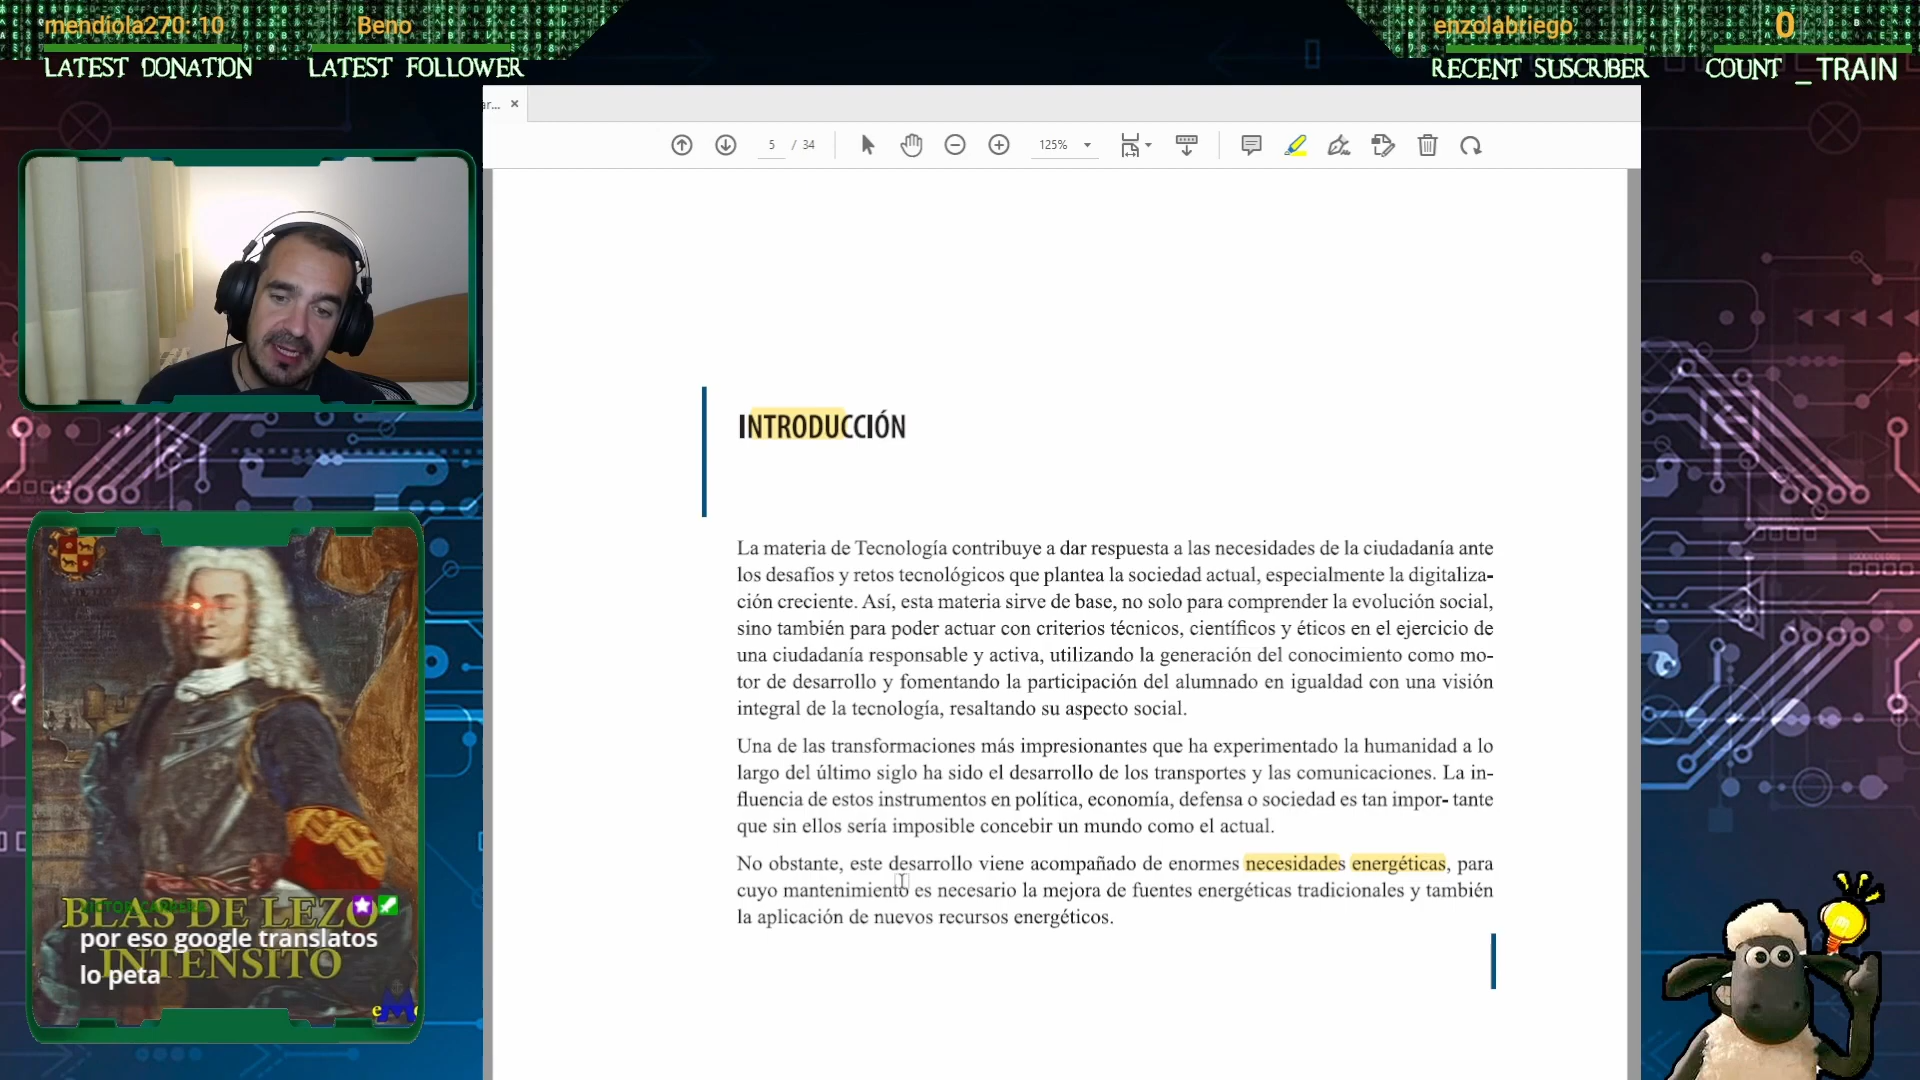 mendiola270: 10
Beno
enzolabriego
0
LATEST DONATION
LATEST FOLLOWER
RECENT SUSCRIBER
COUNT _TRAIN
ar...
5 / 34
125%
INTRODUCCIÓN
La materia de Tecnología contribuye a dar respuesta a las necesidades de la ciudadanía ante
los desafíos y retos tecnológicos que plantea la sociedad actual, especialmente la digitaliza-
ción creciente. Así, esta materia sirve de base, no solo para comprender la evolución social,
sino también para poder actuar con criterios técnicos, científicos y éticos en el ejercicio de
una ciudadanía responsable y activa, utilizando la generación del conocimiento como mo-
tor de desarrollo y fomentando la participación del alumnado en igualdad con una visión
integral de la tecnología, resaltando su aspecto social.
Una de las transformaciones más impresionantes que ha experimentado la humanidad a lo
largo del último siglo ha sido el desarrollo de los transportes y las comunicaciones. La in-
fluencia de estos instrumentos en política, economía, defensa o sociedad es tan impor- tante
que sin ellos sería imposible concebir un mundo como el actual.
No obstante, este desarrollo viene acompañado de enormes necesidades energéticas, para
cuyo mantenimiento es necesario la mejora de fuentes energéticas tradicionales y también
la aplicación de nuevos recursos energéticos.
BLAS DE LEZO
INTENSITO
por eso google translatos
lo peta